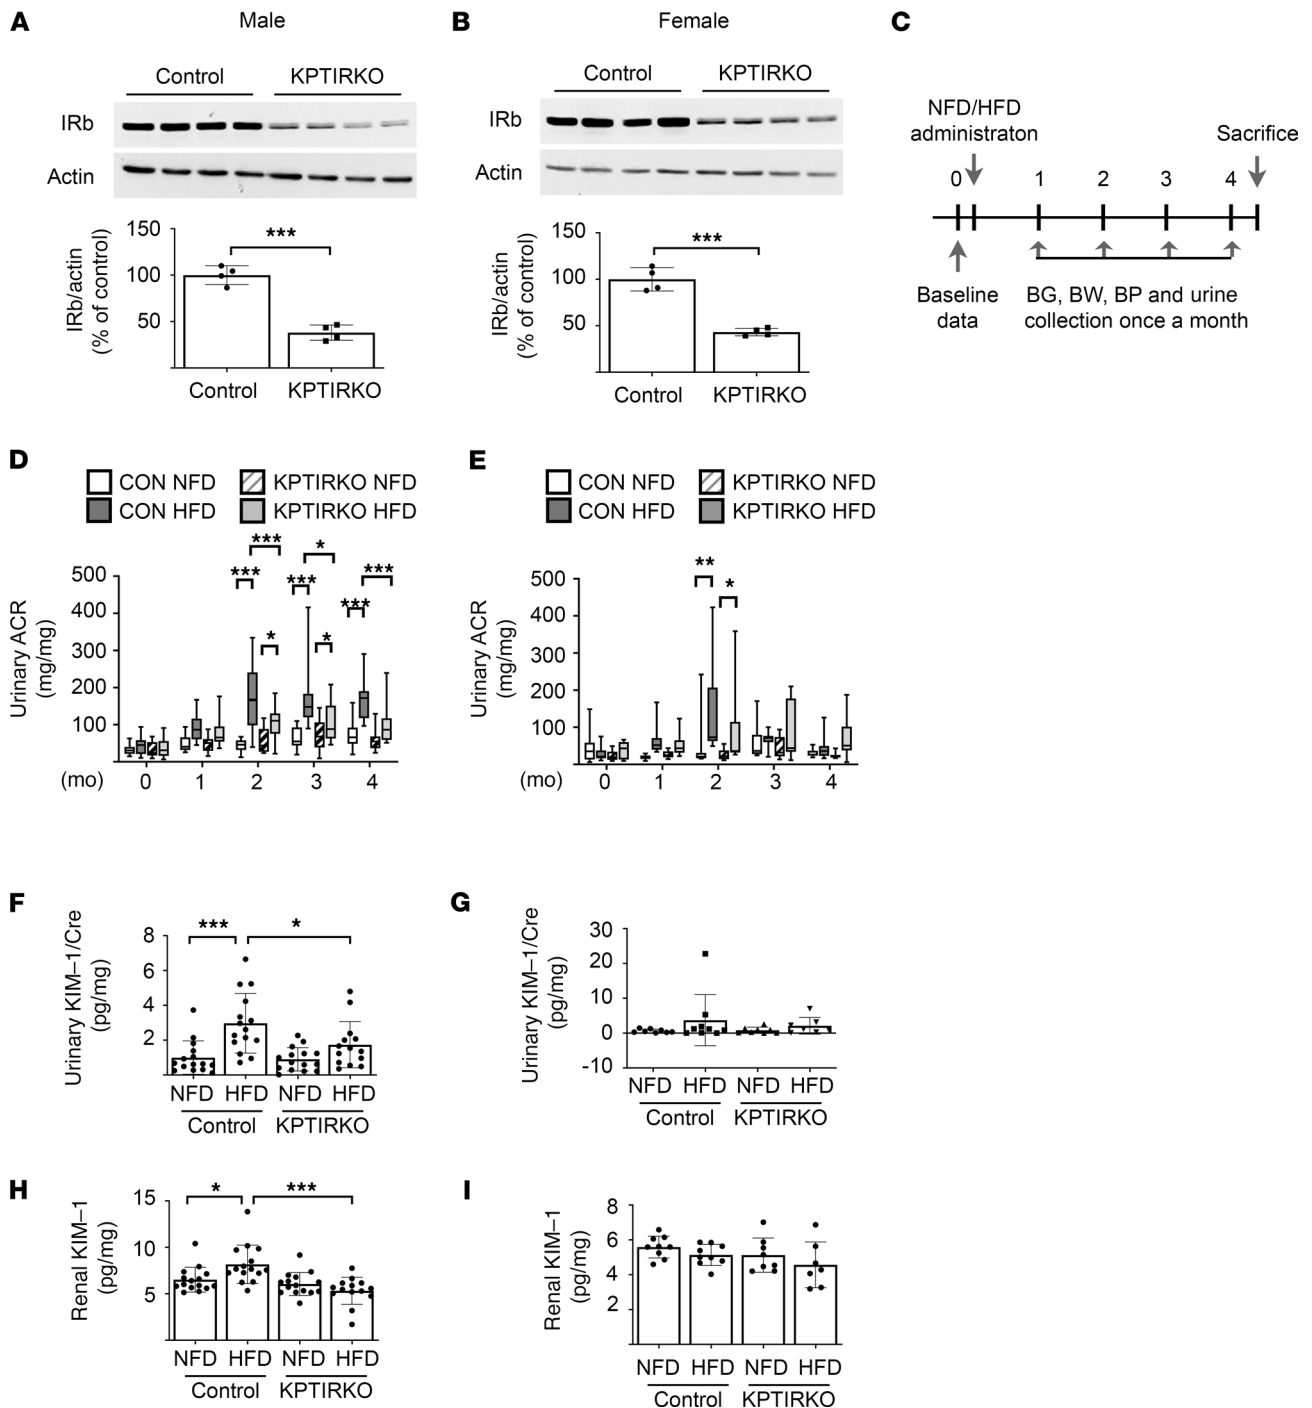 A
Male
Control
KPTIRKO
IRb
Actin
***
150
100
50
IRb/actin
(% of control)
Control
KPTIRKO
B
Female
Control
KPTIRKO
IRb
Actin
***
150
100
50
IRb/actin
(% of control)
Control
KPTIRKO
C
NFD/HFD
administraton
Sacrifice
0
1
2
3
4
Baseline
data
BG, BW, BP and urine
collection once a month
D
CON NFD
KPTIRKO NFD
CON HFD
KPTIRKO HFD
***
*
***
***
***
***
*
*
500
400
300
200
100
Urinary ACR
(mg/mg)
(mo)
0
1
2
3
4
E
CON NFD
KPTIRKO NFD
CON HFD
KPTIRKO HFD
**
*
500
400
300
200
100
Urinary ACR
(mg/mg)
(mo)
0
1
2
3
4
F
***
*
8
6
4
2
Urinary KIM–1/Cre
(pg/mg)
NFD
HFD
NFD
HFD
Control
KPTIRKO
G
30
20
10
0
-10
Urinary KIM–1/Cre
(pg/mg)
NFD
HFD
NFD
HFD
Control
KPTIRKO
H
*
***
15
10
5
Renal KIM–1
(pg/mg)
NFD
HFD
NFD
HFD
Control
KPTIRKO
I
8
6
4
2
Renal KIM–1
(pg/mg)
NFD
HFD
NFD
HFD
Control
KPTIRKO